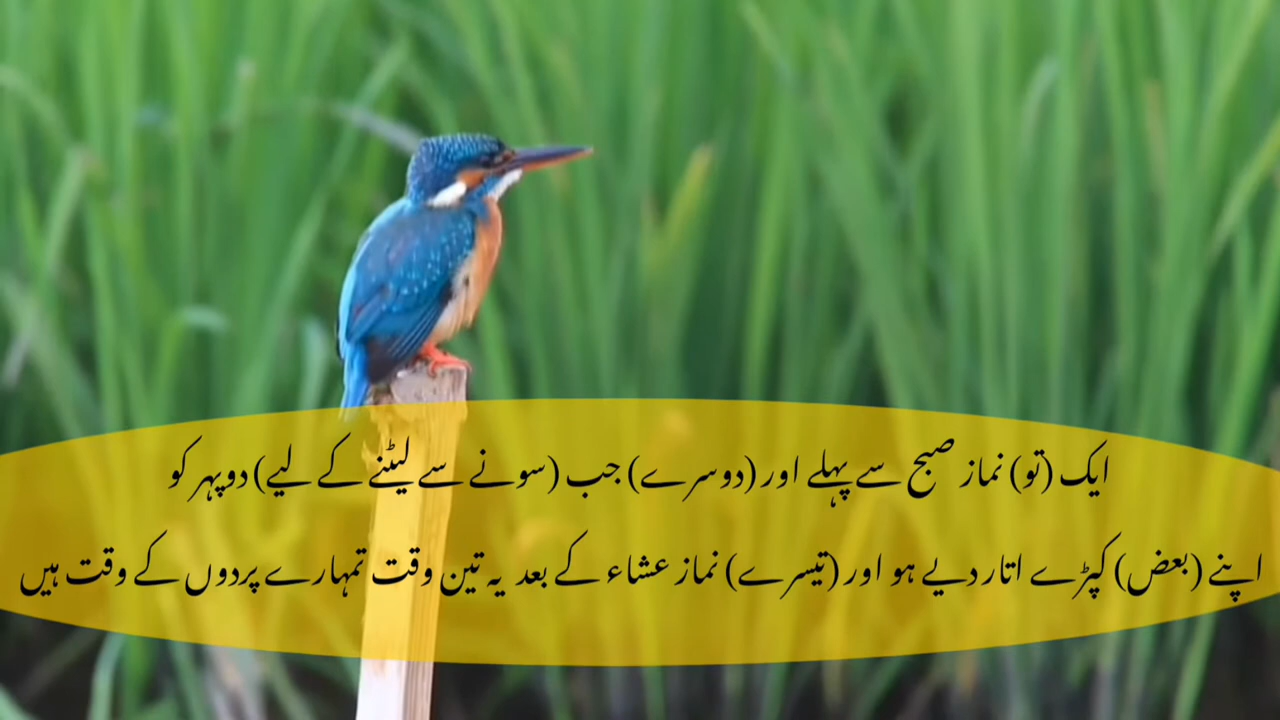 ایک (تو) نماز صبح سے پہلے اور (دوسرے) جب (سونے سے لیٹنے کے لیے) دوپہر کو
اپنے (بعض) کپڑے اتار دیے ہو اور (تیسرے) نماز عشاء کے بعد یہ تین وقت تمہارے پردوں کے وقت ہیں